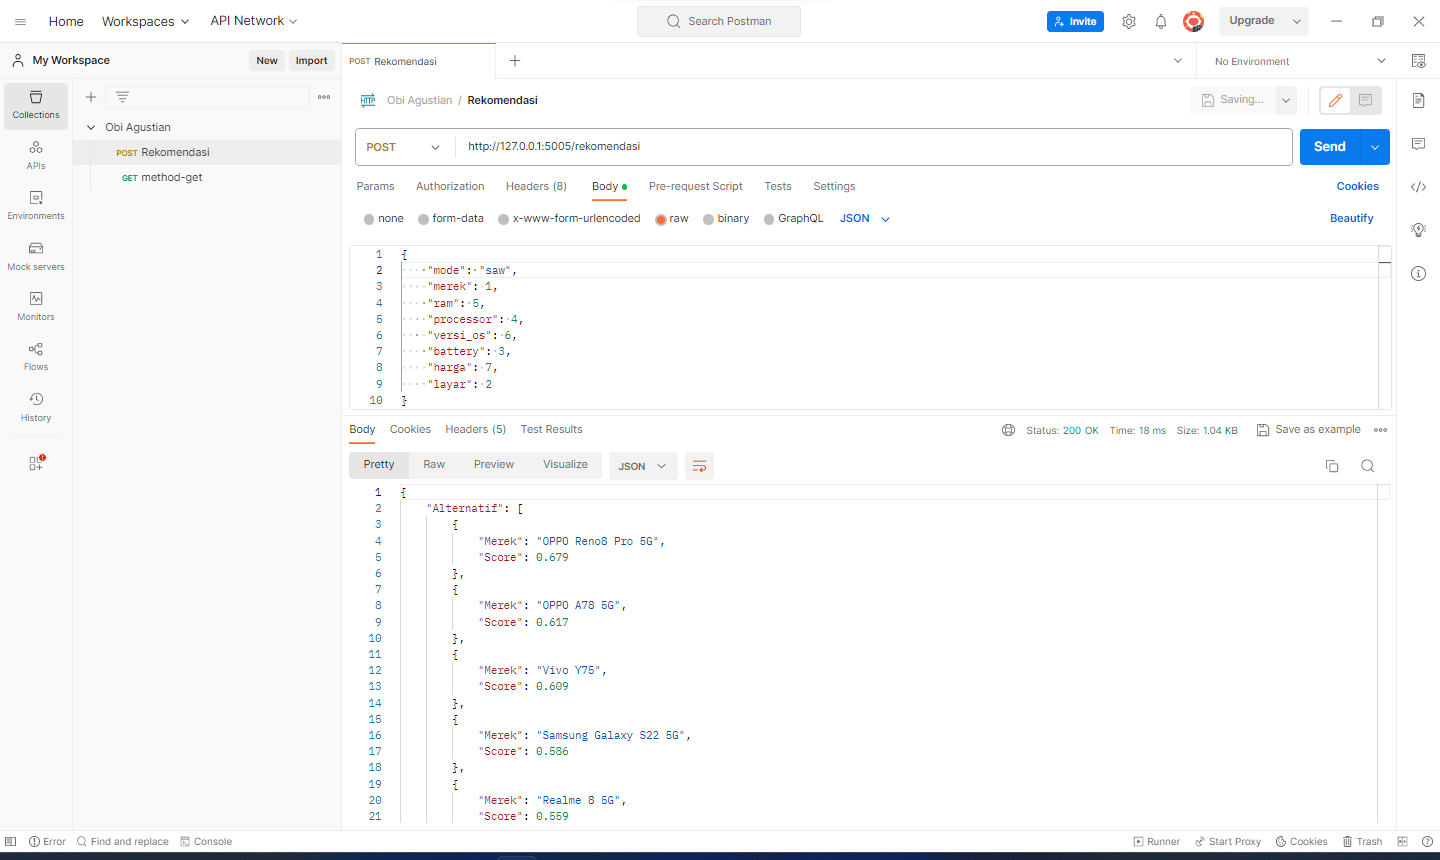 Home Workspaces API Network Search Postman Invite Upgrade
My Workspace New Import POST Rekomendasi No Environment
Collections
APIs
Environments
Mock servers
Monitors
Flows
History
Obi Agustian
POST Rekomendasi
GET method-get
HTTP Obi Agustian / Rekomendasi Saving...
POST http://127.0.0.1:5005/rekomendasi Send
Params Authorization Headers (8) Body Pre-request Script Tests Settings Cookies
none form-data x-www-form-urlencoded raw binary GraphQL JSON Beautify
1 {
2 "mode": "saw",
3 "merek": 1,
4 "ram": 5,
5 "processor": 4,
6 "versi_os": 6,
7 "battery": 3,
8 "harga": 7,
9 "layar": 2
10 }
Body Cookies Headers (5) Test Results Status: 200 OK Time: 18 ms Size: 1.04 KB Save as example
Pretty Raw Preview Visualize JSON
1 {
2 "Alternatif": [
3 {
4 "Merek": "OPPO Reno8 Pro 5G",
5 "Score": 0.679
6 },
7 {
8 "Merek": "OPPO A78 5G",
9 "Score": 0.617
10 },
11 {
12 "Merek": "Vivo Y75",
13 "Score": 0.609
14 },
15 {
16 "Merek": "Samsung Galaxy S22 5G",
17 "Score": 0.586
18 },
19 {
20 "Merek": "Realme 8 5G",
21 "Score": 0.559
Error Find and replace Console Runner Start Proxy Cookies Trash